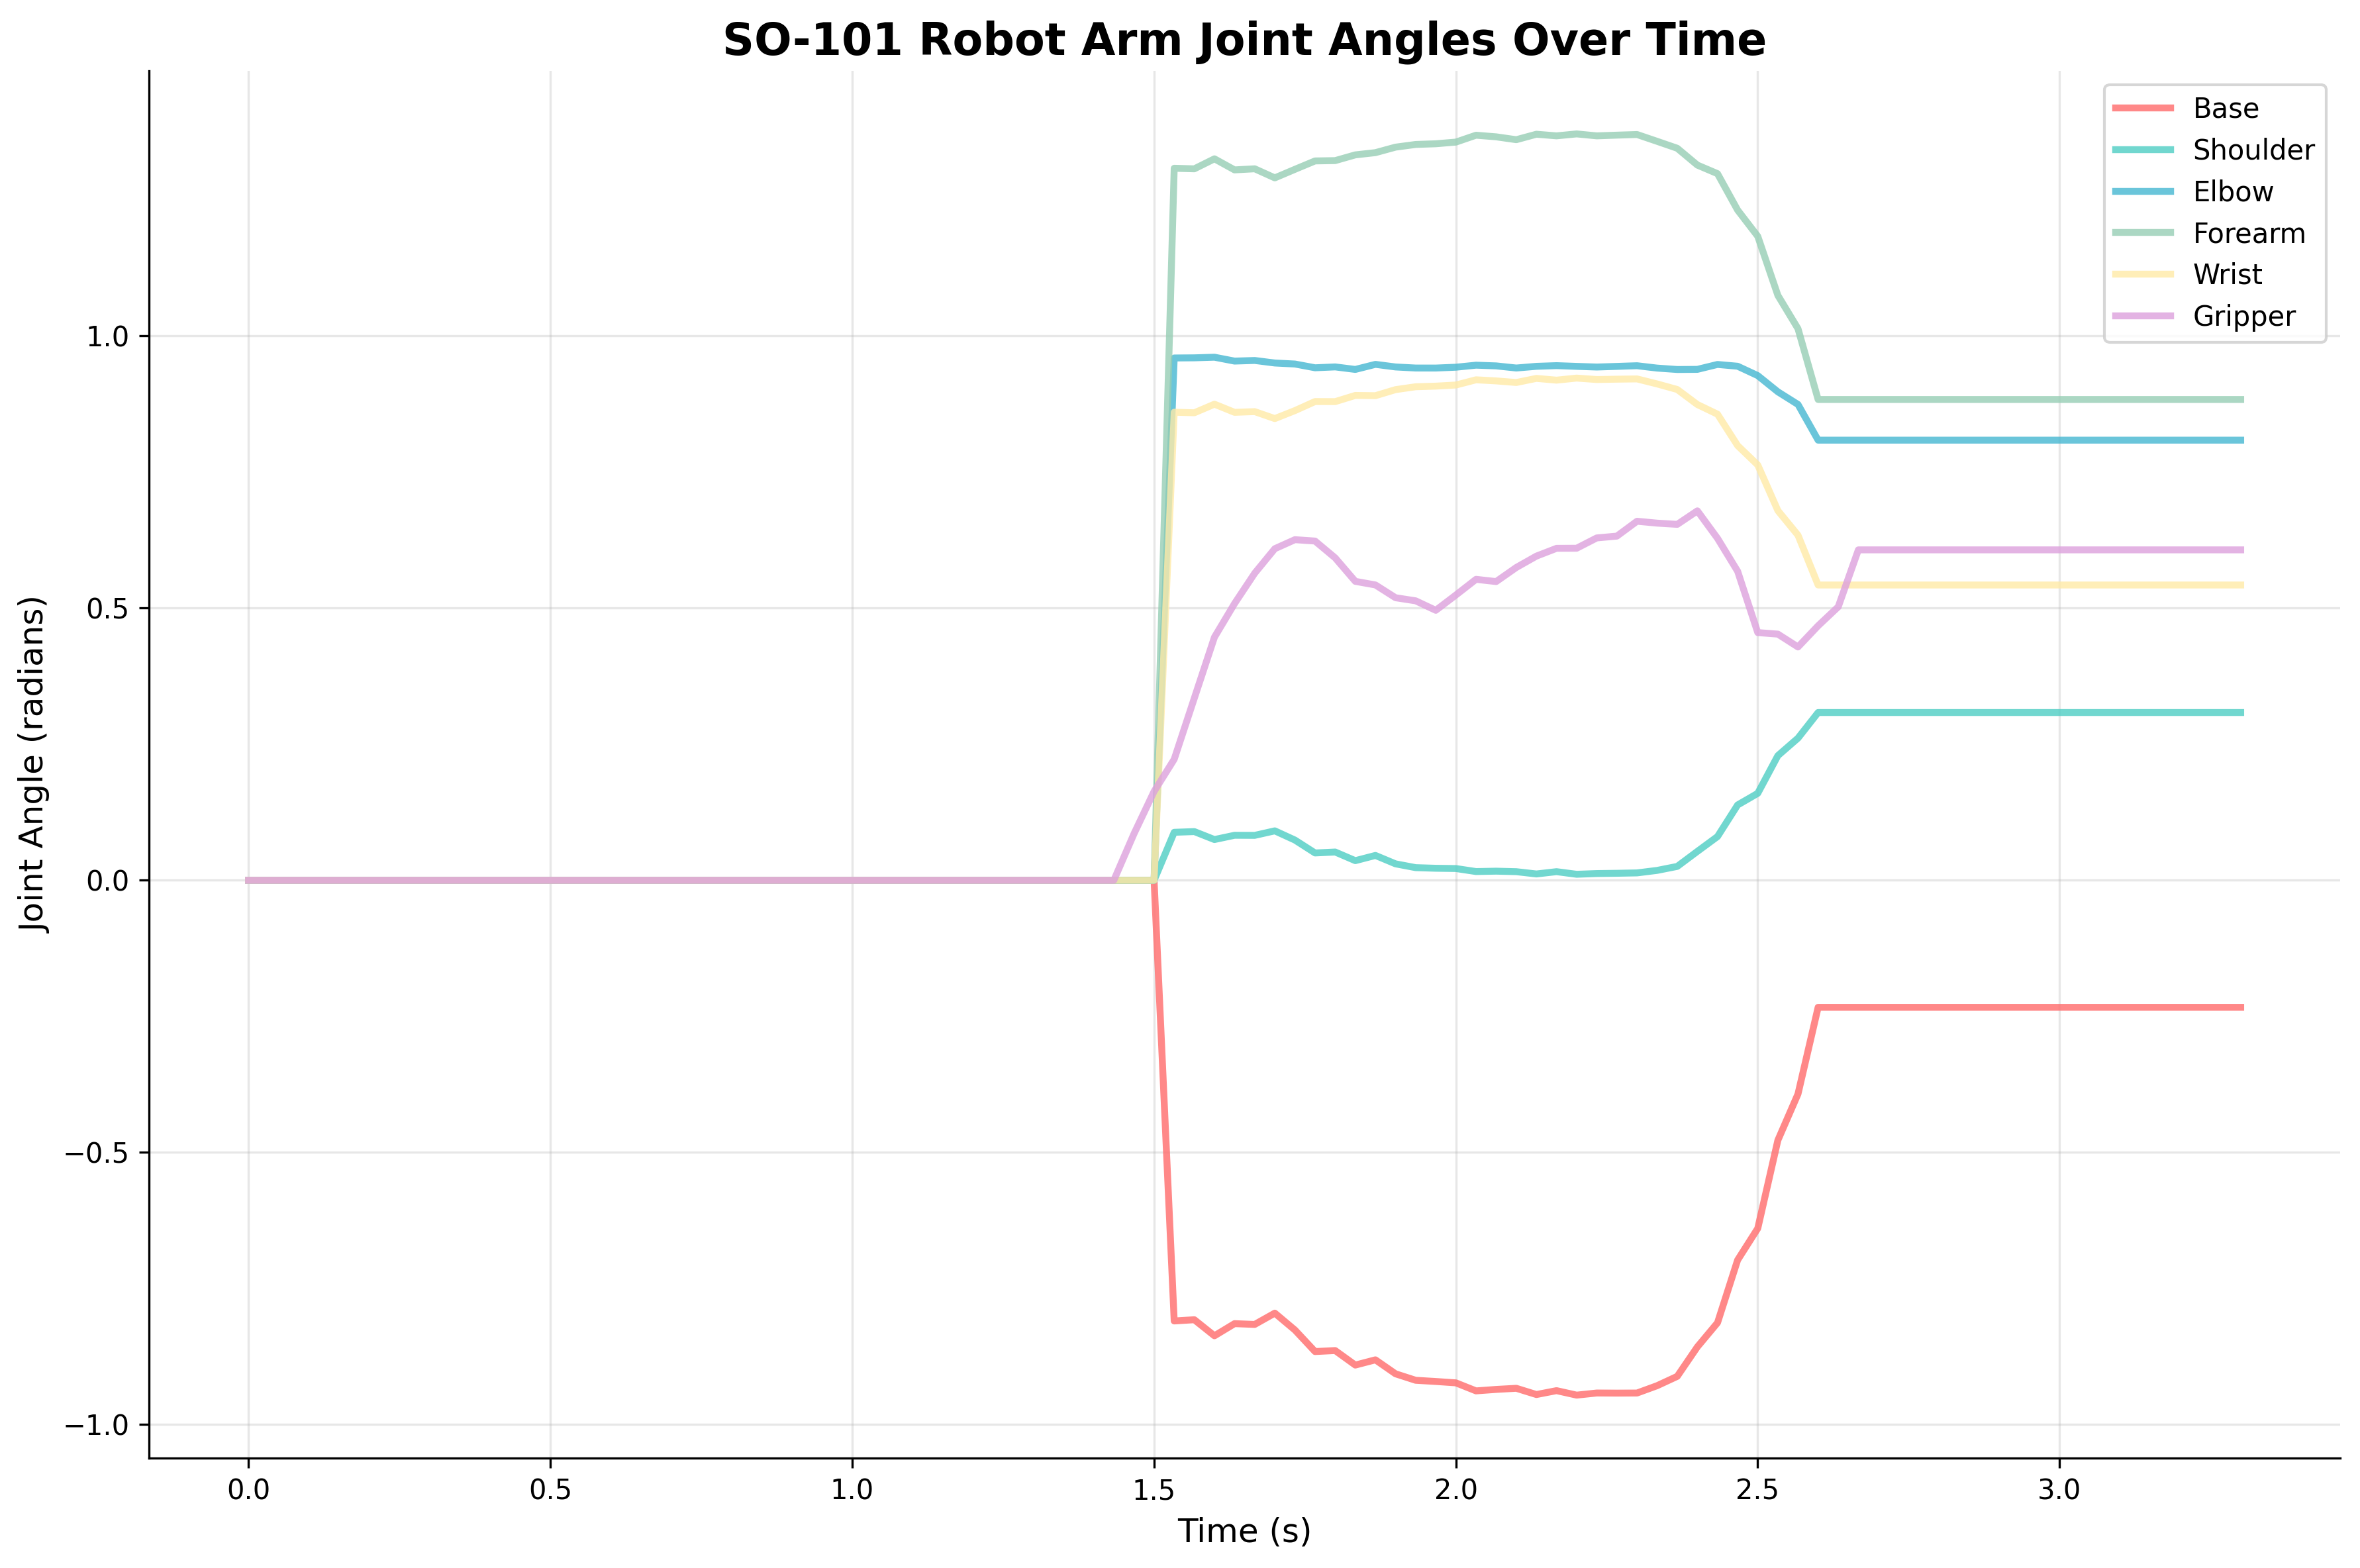 SO-101 Robot Arm Joint Angles Over Time
Base
Shoulder
Elbow
Forearm
Wrist
Gripper
Joint Angle (radians)
1.0
0.5
0.0
−0.5
−1.0
0.0 0.5 1.0 1.5 2.0 2.5 3.0
Time (s)